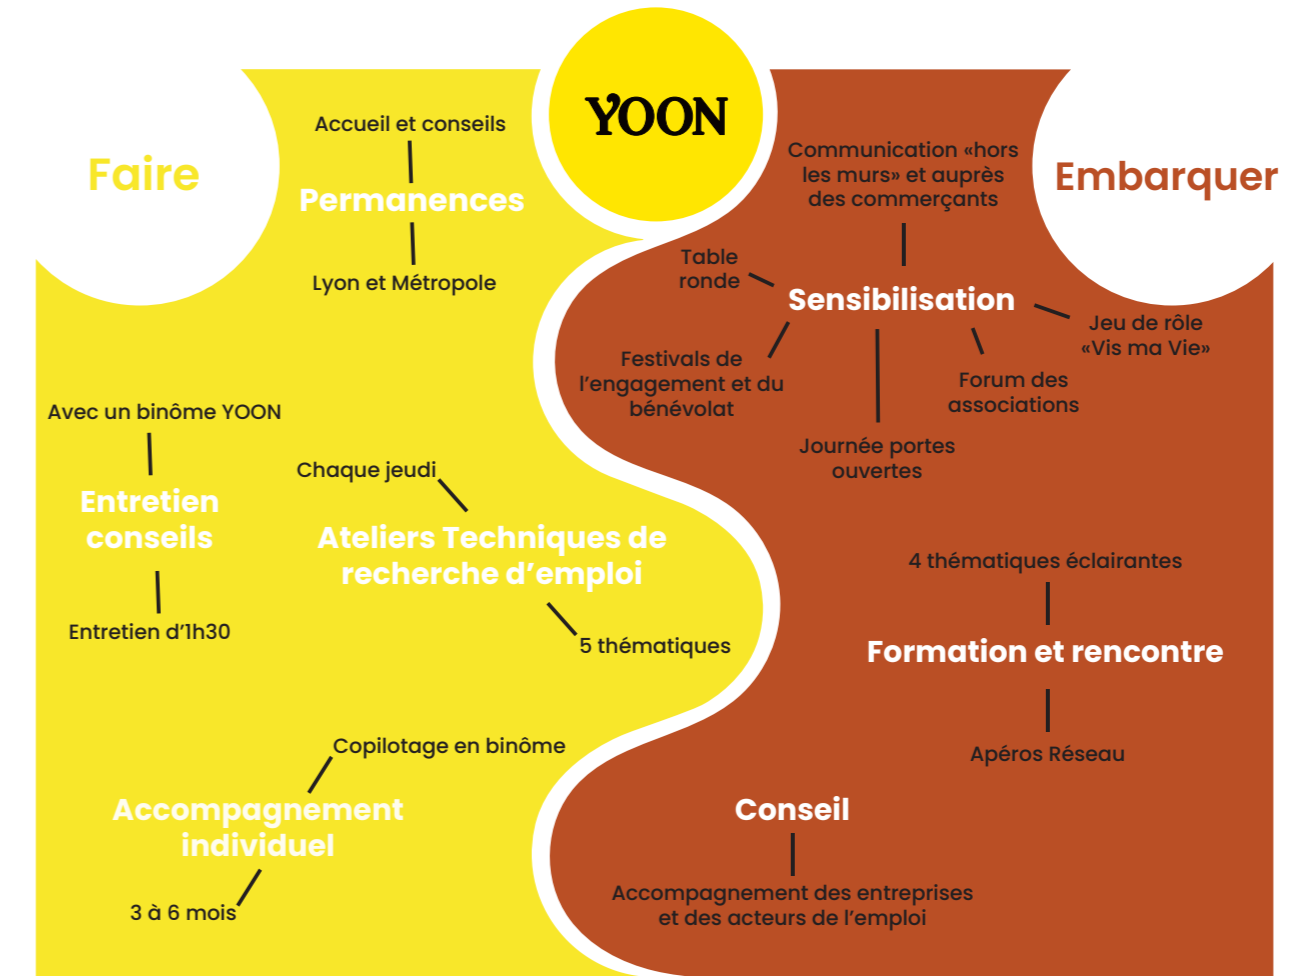 YOON
Faire
Accueil et conseils
Permanences
Lyon et Métropole
Avec un binôme YOON
Entretien
conseils
Entretien d’1h30
Chaque jeudi
Ateliers Techniques de
recherche d’emploi
5 thématiques
Copilotage en binôme
Accompagnement
individuel
3 à 6 mois
Embarquer
Communication «hors
les murs» et auprès
des commerçants
Table
ronde
Sensibilisation
Jeu de rôle
«Vis ma Vie»
Festivals de
l’engagement et du
bénévolat
Forum des
associations
Journée portes
ouvertes
4 thématiques éclairantes
Formation et rencontre
Apéros Réseau
Conseil
Accompagnement des entreprises
et des acteurs de l’emploi